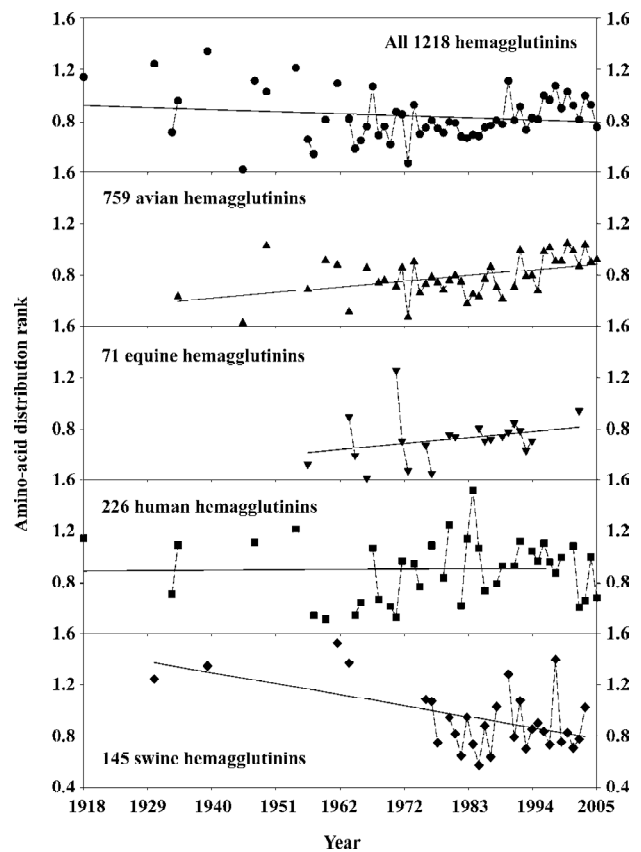 1.6 1.6
All 1218 hemagglutinins
1.2 1.2
0.8 0.8
1.6 1.6
759 avian hemagglutinins
1.2 1.2
0.8 0.8
1.6 1.6
71 equine hemagglutinins
1.2 1.2
0.8 0.8
1.6 1.6
226 human hemagglutinins
1.2 1.2
0.8 0.8
1.6 1.6
1.2 1.2
0.8 0.8
145 swine hemagglutinins
0.4 0.4
1918 1929 1940 1951 1962 1972 1983 1994 2005
Year
Amino-acid distribution rank